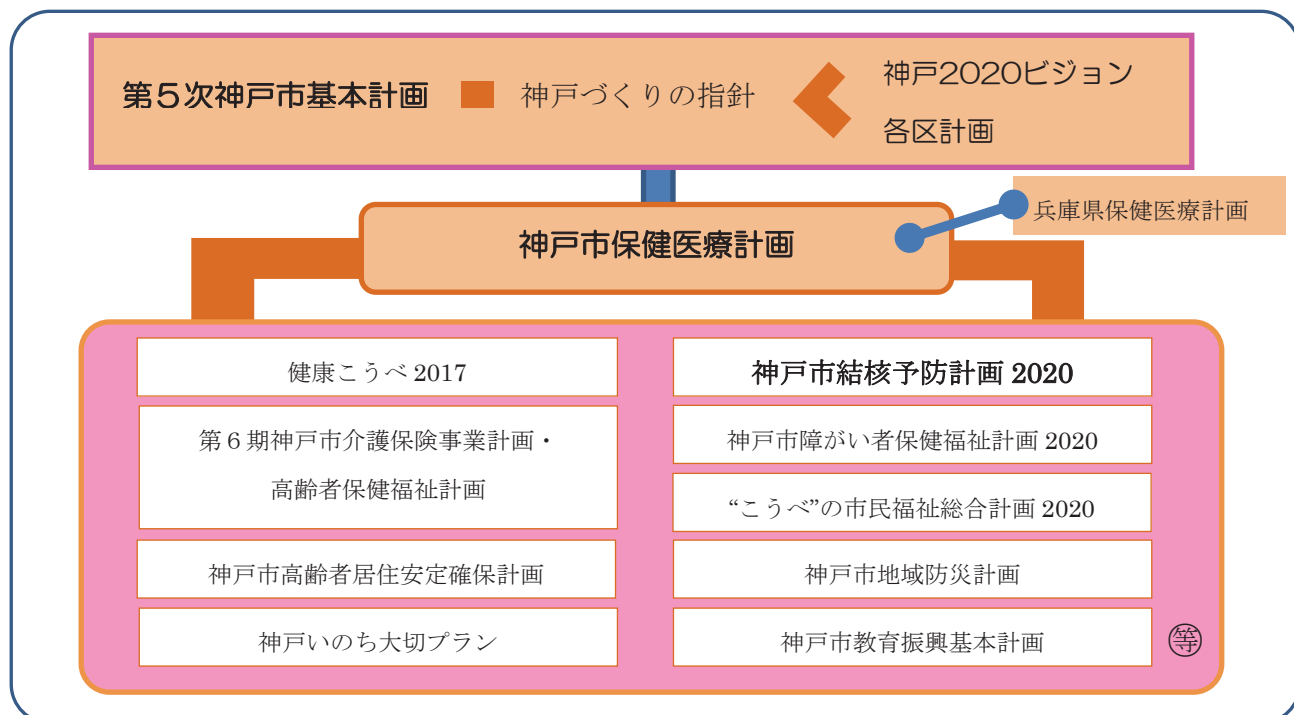 第5次神戸市基本計画 ■ 神戸づくりの指針
神戸2020ビジョン
各区計画
兵庫県保健医療計画
神戸市保健医療計画
健康こうべ 2017
第6期神戸市介護保険事業計画・
高齢者保健福祉計画
神戸市高齢者居住安定確保計画
神戸いのち大切プラン
神戸市結核予防計画 2020
神戸市障がい者保健福祉計画 2020
“こうべ”の市民福祉総合計画 2020
神戸市地域防災計画
神戸市教育振興基本計画
等